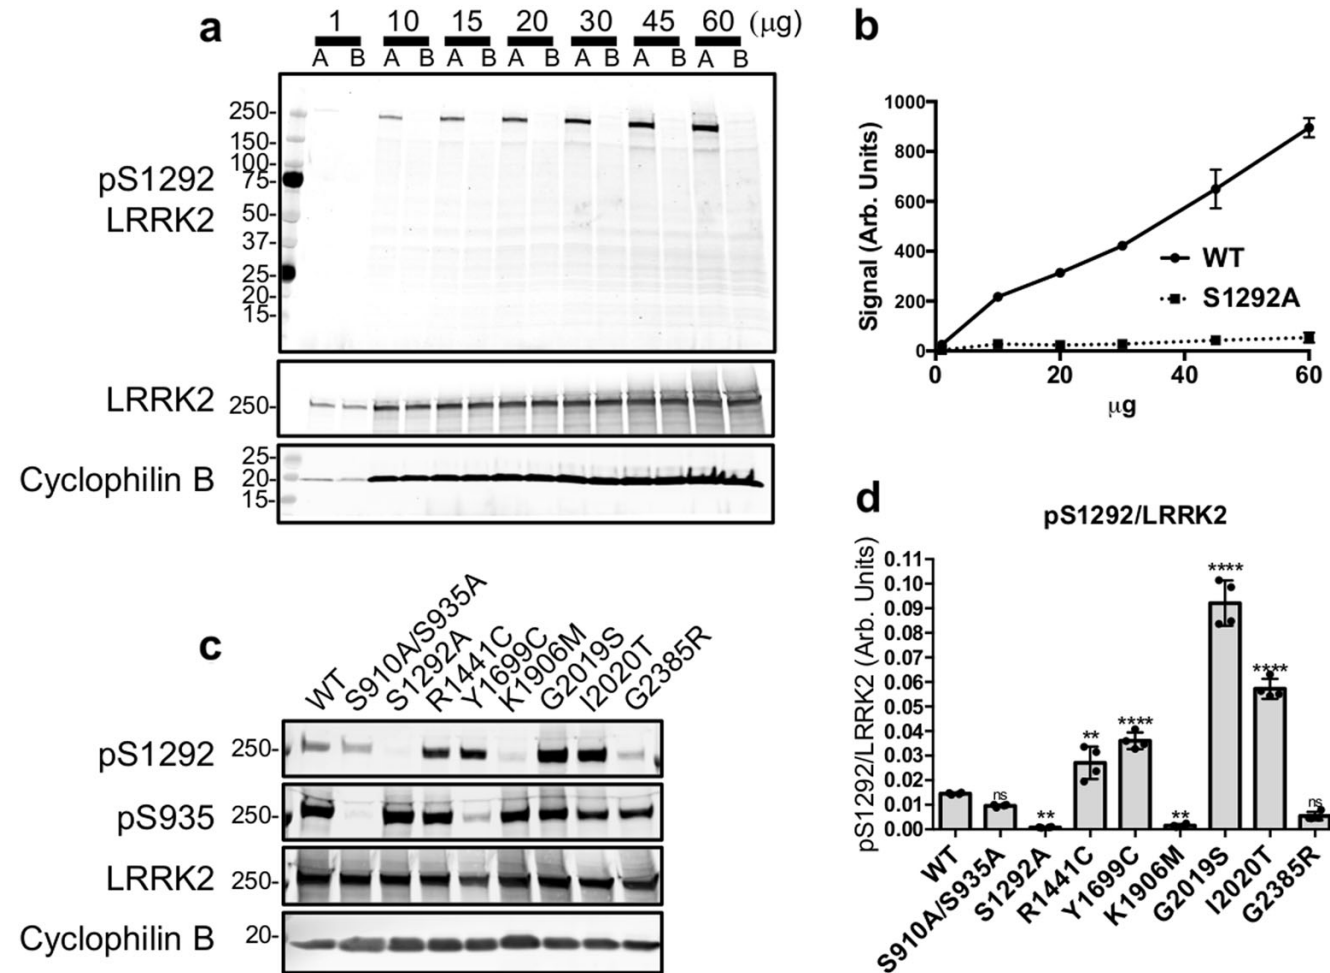 a
1 10 15 20 30 45 60 (µg)
A B A B A B A B A B A B A B
250-
150-
100-
75-
50-
37-
25-
20-
15-
pS1292
LRRK2
LRRK2 250-
Cyclophilin B
25-
20-
15-
b
Signal (Arb. Units)
1000
800
600
400
200
0
0 20 40 60
µg
WT
S1292A
c
WT S910A/S935A S1292A R1441C Y1699C K1906M G2019S I2020T G2385R
pS1292 250-
pS935 250-
LRRK2 250-
Cyclophilin B 20-
d
pS1292/LRRK2
pS1292/LRRK2 (Arb. Units)
0.11
0.10
0.09
0.08
0.07
0.06
0.05
0.04
0.03
0.02
0.01
0.00
ns ** ** **** ** **** **** ns
WT S910A/S935A S1292A R1441C Y1699C K1906M G2019S I2020T G2385R